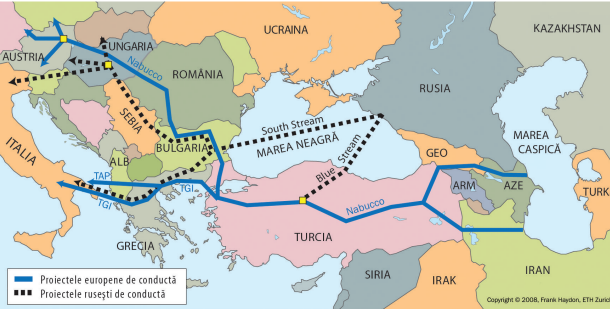 UCRAINA
KAZAKHSTAN
AUSTRIA
UNGARIA
Nabucco
ROMÂNIA
RUSIA
SERBIA
South Stream
MAREA NEAGRĂ
MAREA
CASPICĂ
ITALIA
BULGARIA
ALB
Blue Stream
GEO
ARM
AZE
TURK
TAP
TGI
TGI
Nabucco
TURCIA
GRECIA
SIRIA
IRAK
IRAN
Proiectele europene de conductă
Proiectele ruseşti de conductă
Copyright © 2008, Frank Haydon, ETH Zurich